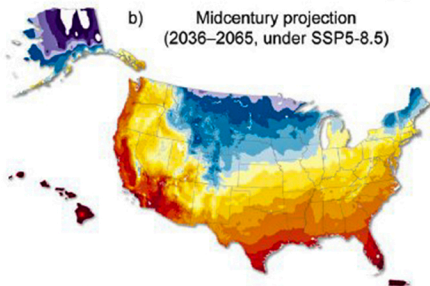 b) Midcentury projection
(2036–2065, under SSP5-8.5)